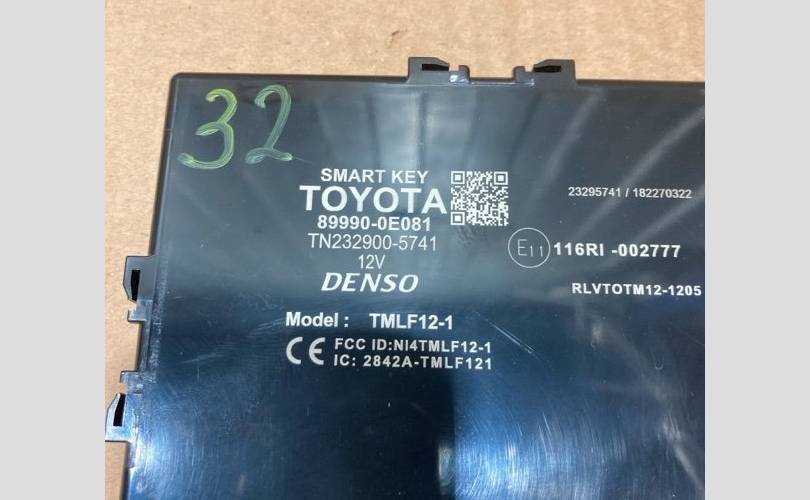 32
SMART KEY
TOYOTA
89990-0E081
TN232900-5741
12V
DENSO
Model : TMLF12-1
CE FCC ID:NI4TMLF12-1
IC: 2842A-TMLF121
23295741 / 182270322
E11 116RI -002777
RLVTOTM12-1205